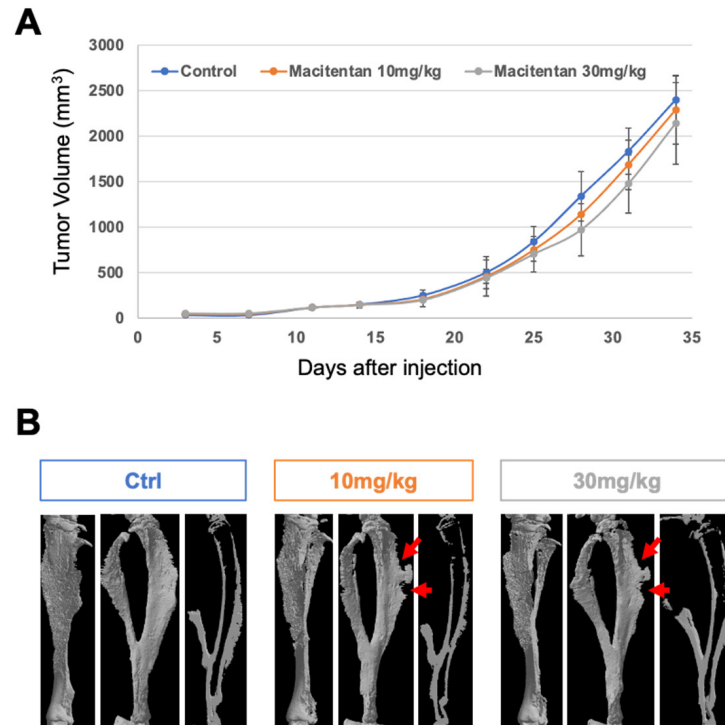 A
Tumor Volume (mm³)
3000
2500
2000
1500
1000
500
0
Control
Macitentan 10mg/kg
Macitentan 30mg/kg
0 5 10 15 20 25 30 35
Days after injection
B
Ctrl
10mg/kg
30mg/kg